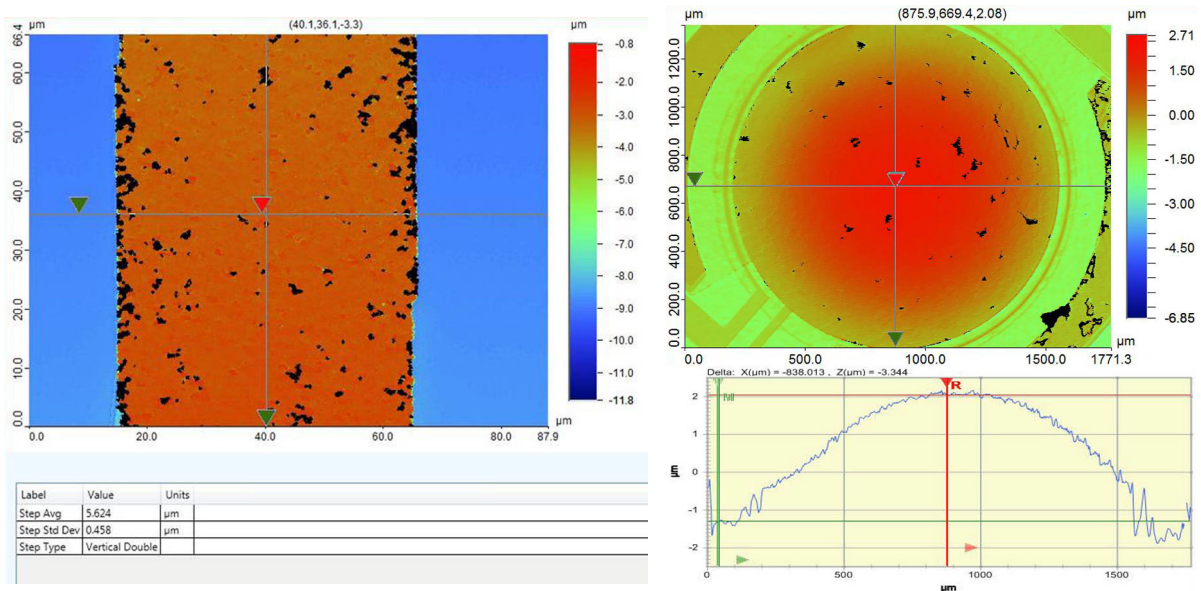 µm (40.1,36.1,-3.3) µm
66.4
60.0
50.0
40.0
30.0
20.0
10.0
0.0
0.0 20.0 40.0 60.0 80.0 87.9
µm
-0.8
-2.0
-3.0
-4.0
-5.0
-6.0
-7.0
-8.0
-9.0
-10.0
-11.0
-11.8
Label Value Units
Step Avg 5.624 µm
Step Std Dev 0.458 µm
Step Type Vertical Double
µm (875.9,669.4,2.08) µm
1200.0
1000.0
800.0
600.0
400.0
200.0
0.0
0.0 500.0 1000.0 1500.0 1771.3
µm
2.71
1.50
0.00
-1.50
-3.00
-4.50
-6.85
Delta: X(µm) = -838.013 , Z(µm) = -3.344
R
µm
2
1
0
-1
-2
0 500 1000 1500
µm